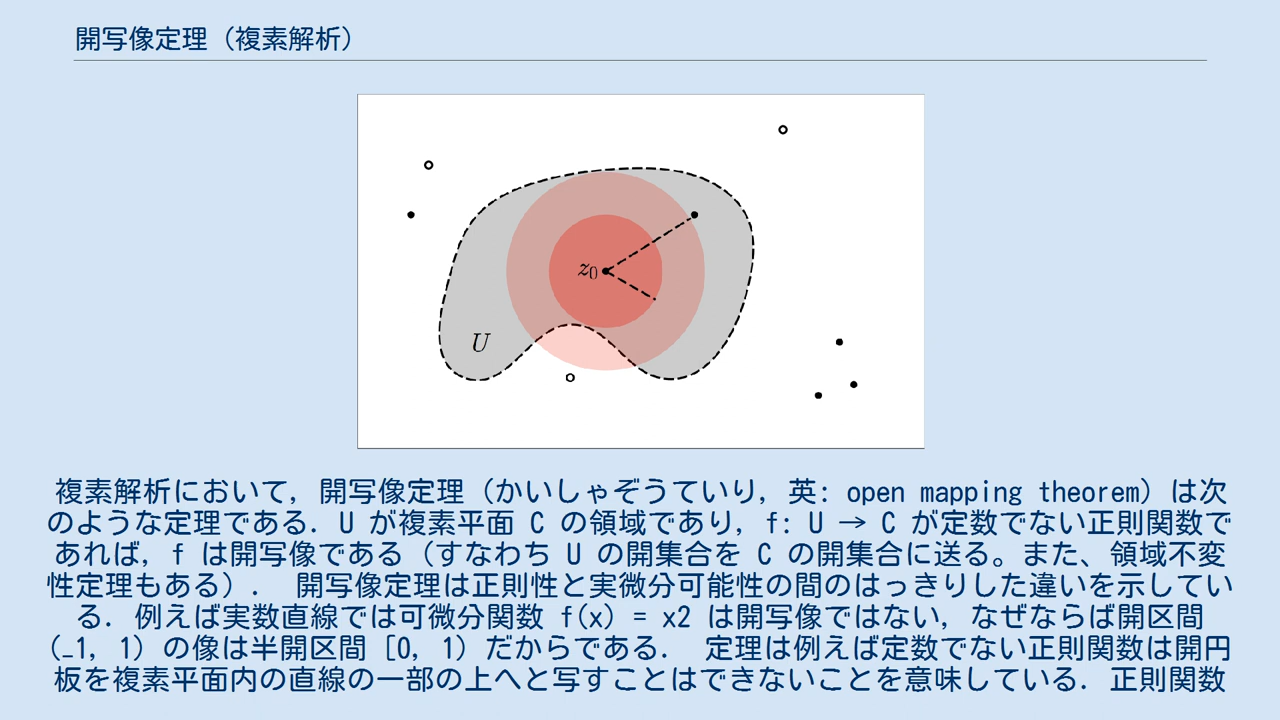 開写像定理（複素解析）
z0
U
複素解析において, 開写像定理（かいしゃぞうていり, 英: open mapping theorem）は次
のような定理である. U が複素平面 C の領域であり, f: U → C が定数でない正則関数で
あれば, f は開写像である（すなわち U の開集合を C の開集合に送る。また、領域不変
性定理もある）. 開写像定理は正則性と実微分可能性の間のはっきりした違いを示してい
る. 例えば実数直線では可微分関数 f(x) = x2 は開写像ではない, なぜならば開区間
(−1, 1) の像は半開区間 [0, 1) だからである. 定理は例えば定数でない正則関数は開円
板を複素平面内の直線の一部の上へと写すことはできないことを意味している. 正則関数